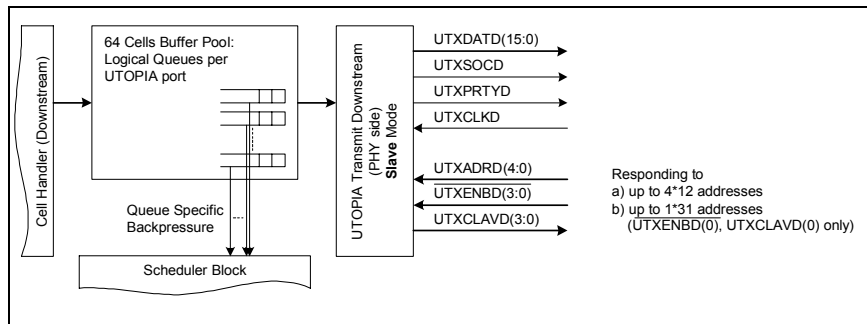 Cell Handler (Downstream)
64 Cells Buffer Pool:
Logical Queues per
UTOPIA port
Queue Specific
Backpressure
Scheduler Block
UTOPIA Transmit Downstream
(PHY side)
Slave Mode
UTXDATD(15:0)
UTXSOCD
UTXPRTYD
UTXCLKD
UTXADRD(4:0)
UTXENBD(3:0)
UTXCLAVD(3:0)
Responding to
a) up to 4*12 addresses
b) up to 1*31 addresses
(UTXENBD(0), UTXCLAVD(0) only)